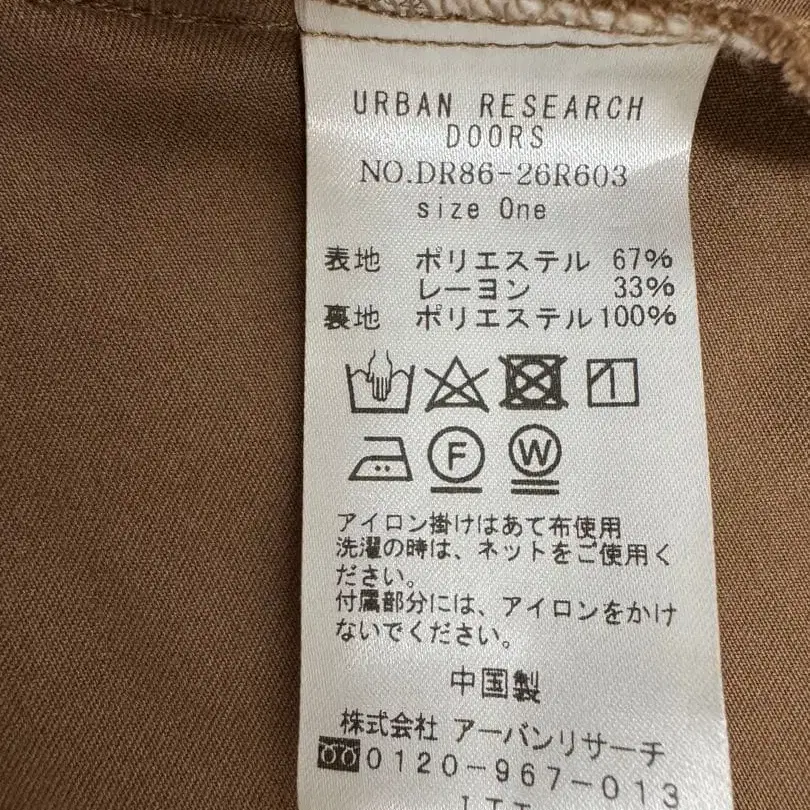 URBAN RESEARCH
DOORS
NO.DR86-26R603
size One
表地 ポリエステル 67%
レーヨン 33%
裏地 ポリエステル 100%
F W
アイロン掛けはあて布使用
洗濯の時は、ネットをご使用く
ださい。
付属部分には、アイロンをかけ
ないでください。
中国製
株式会社 アーバンリサーチ
0120-967-013